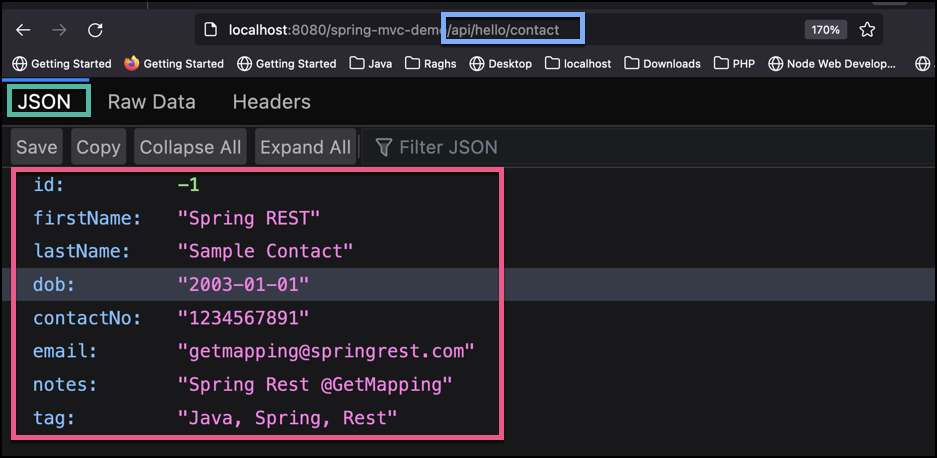 localhost:8080/spring-mvc-demo/api/hello/contact 170%
Getting Started Getting Started Getting Started Java Raghs Desktop localhost Downloads PHP Node Web Develop...
JSON Raw Data Headers
Save Copy Collapse All Expand All Filter JSON
id: -1
firstName: "Spring REST"
lastName: "Sample Contact"
dob: "2003-01-01"
contactNo: "1234567891"
email: "getmapping@springrest.com"
notes: "Spring Rest @GetMapping"
tag: "Java, Spring, Rest"